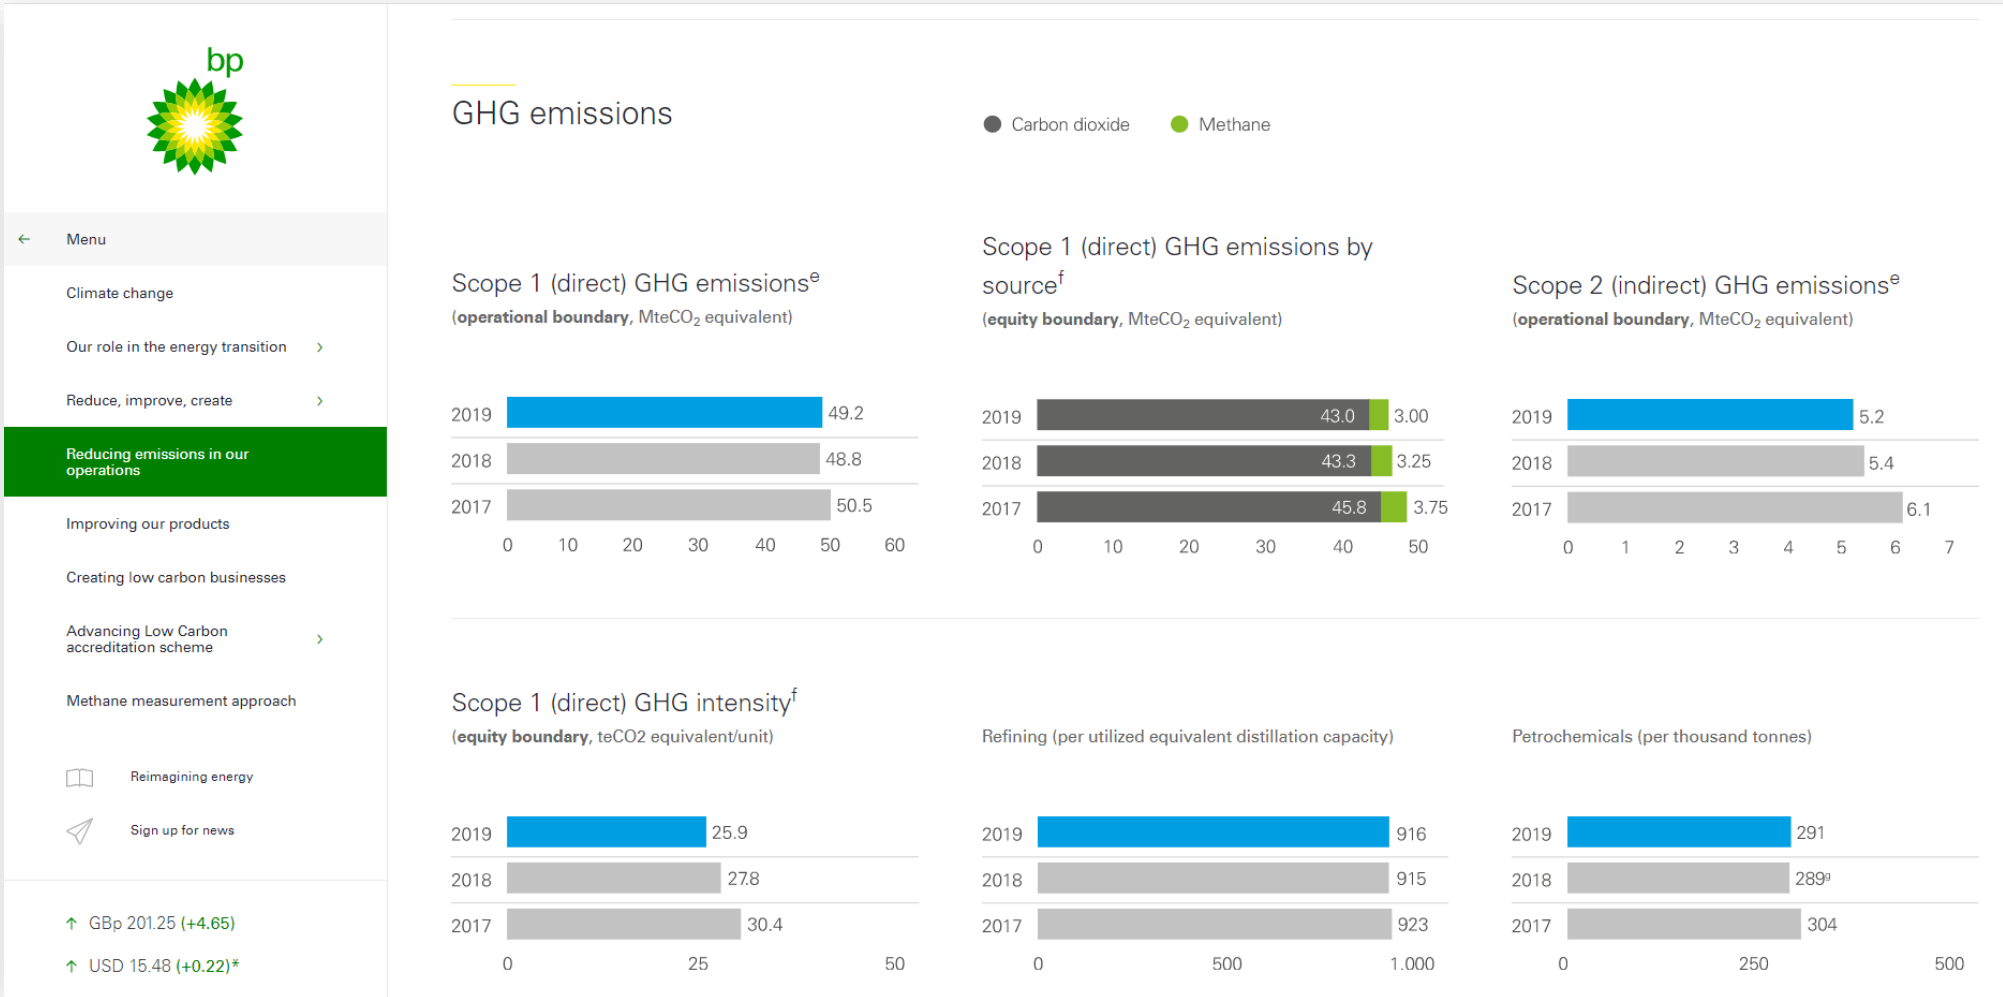 bp
Menu
Climate change
Our role in the energy transition
Reduce, improve, create
Reducing emissions in our
operations
Improving our products
Creating low carbon businesses
Advancing Low Carbon
accreditation scheme
Methane measurement approach
Reimagining energy
Sign up for news
GBp 201.25 (+4.65)
USD 15.48 (+0.22)*
GHG emissions
Carbon dioxide
Methane
Scope 1 (direct) GHG emissionsᵉ
(operational boundary, MteCO₂ equivalent)
2019 49.2
2018 48.8
2017 50.5
0 10 20 30 40 50 60
Scope 1 (direct) GHG emissions by
sourceᶠ
(equity boundary, MteCO₂ equivalent)
2019 43.0 3.00
2018 43.3 3.25
2017 45.8 3.75
0 10 20 30 40 50
Scope 2 (indirect) GHG emissionsᵉ
(operational boundary, MteCO₂ equivalent)
2019 5.2
2018 5.4
2017 6.1
0 1 2 3 4 5 6 7
Scope 1 (direct) GHG intensityᶠ
(equity boundary, teCO2 equivalent/unit)
2019 25.9
2018 27.8
2017 30.4
0 25 50
Refining (per utilized equivalent distillation capacity)
2019 916
2018 915
2017 923
0 500 1.000
Petrochemicals (per thousand tonnes)
2019 291
2018 289ᵍ
2017 304
0 250 500